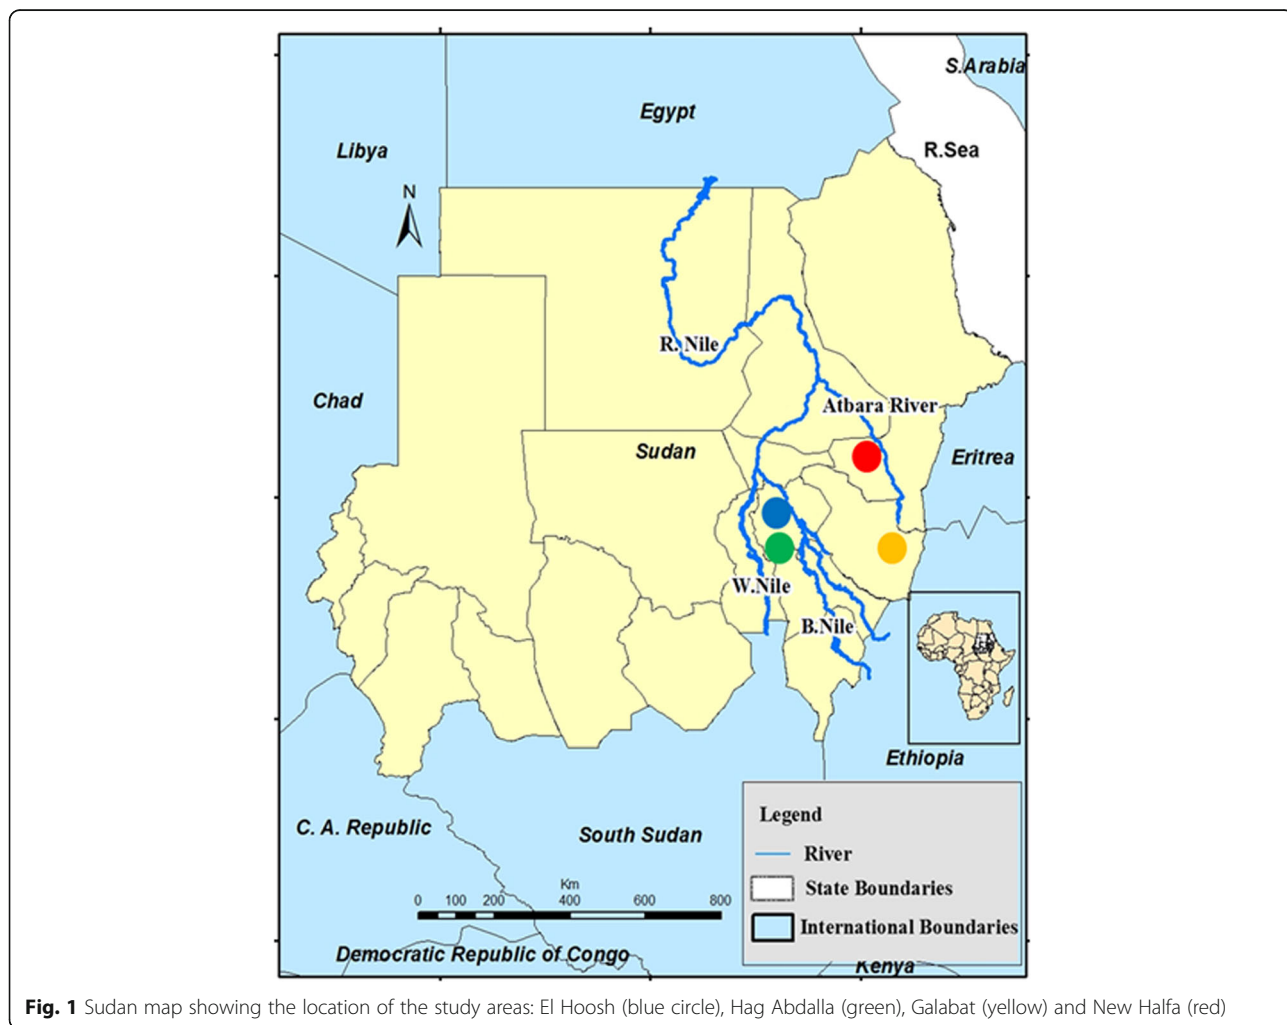 S.Arabia
Egypt
Libya
R.Sea
N
R. Nile
Chad
Atbara River
Sudan
Eritrea
W.Nile
B.Nile
Ethiopia
C. A. Republic
South Sudan
Legend
River
State Boundaries
International Boundaries
Km
0 100 200 400 600 800
Democratic Republic of Congo
Kenya
Fig. 1 Sudan map showing the location of the study areas: El Hoosh (blue circle), Hag Abdalla (green), Galabat (yellow) and New Halfa (red)